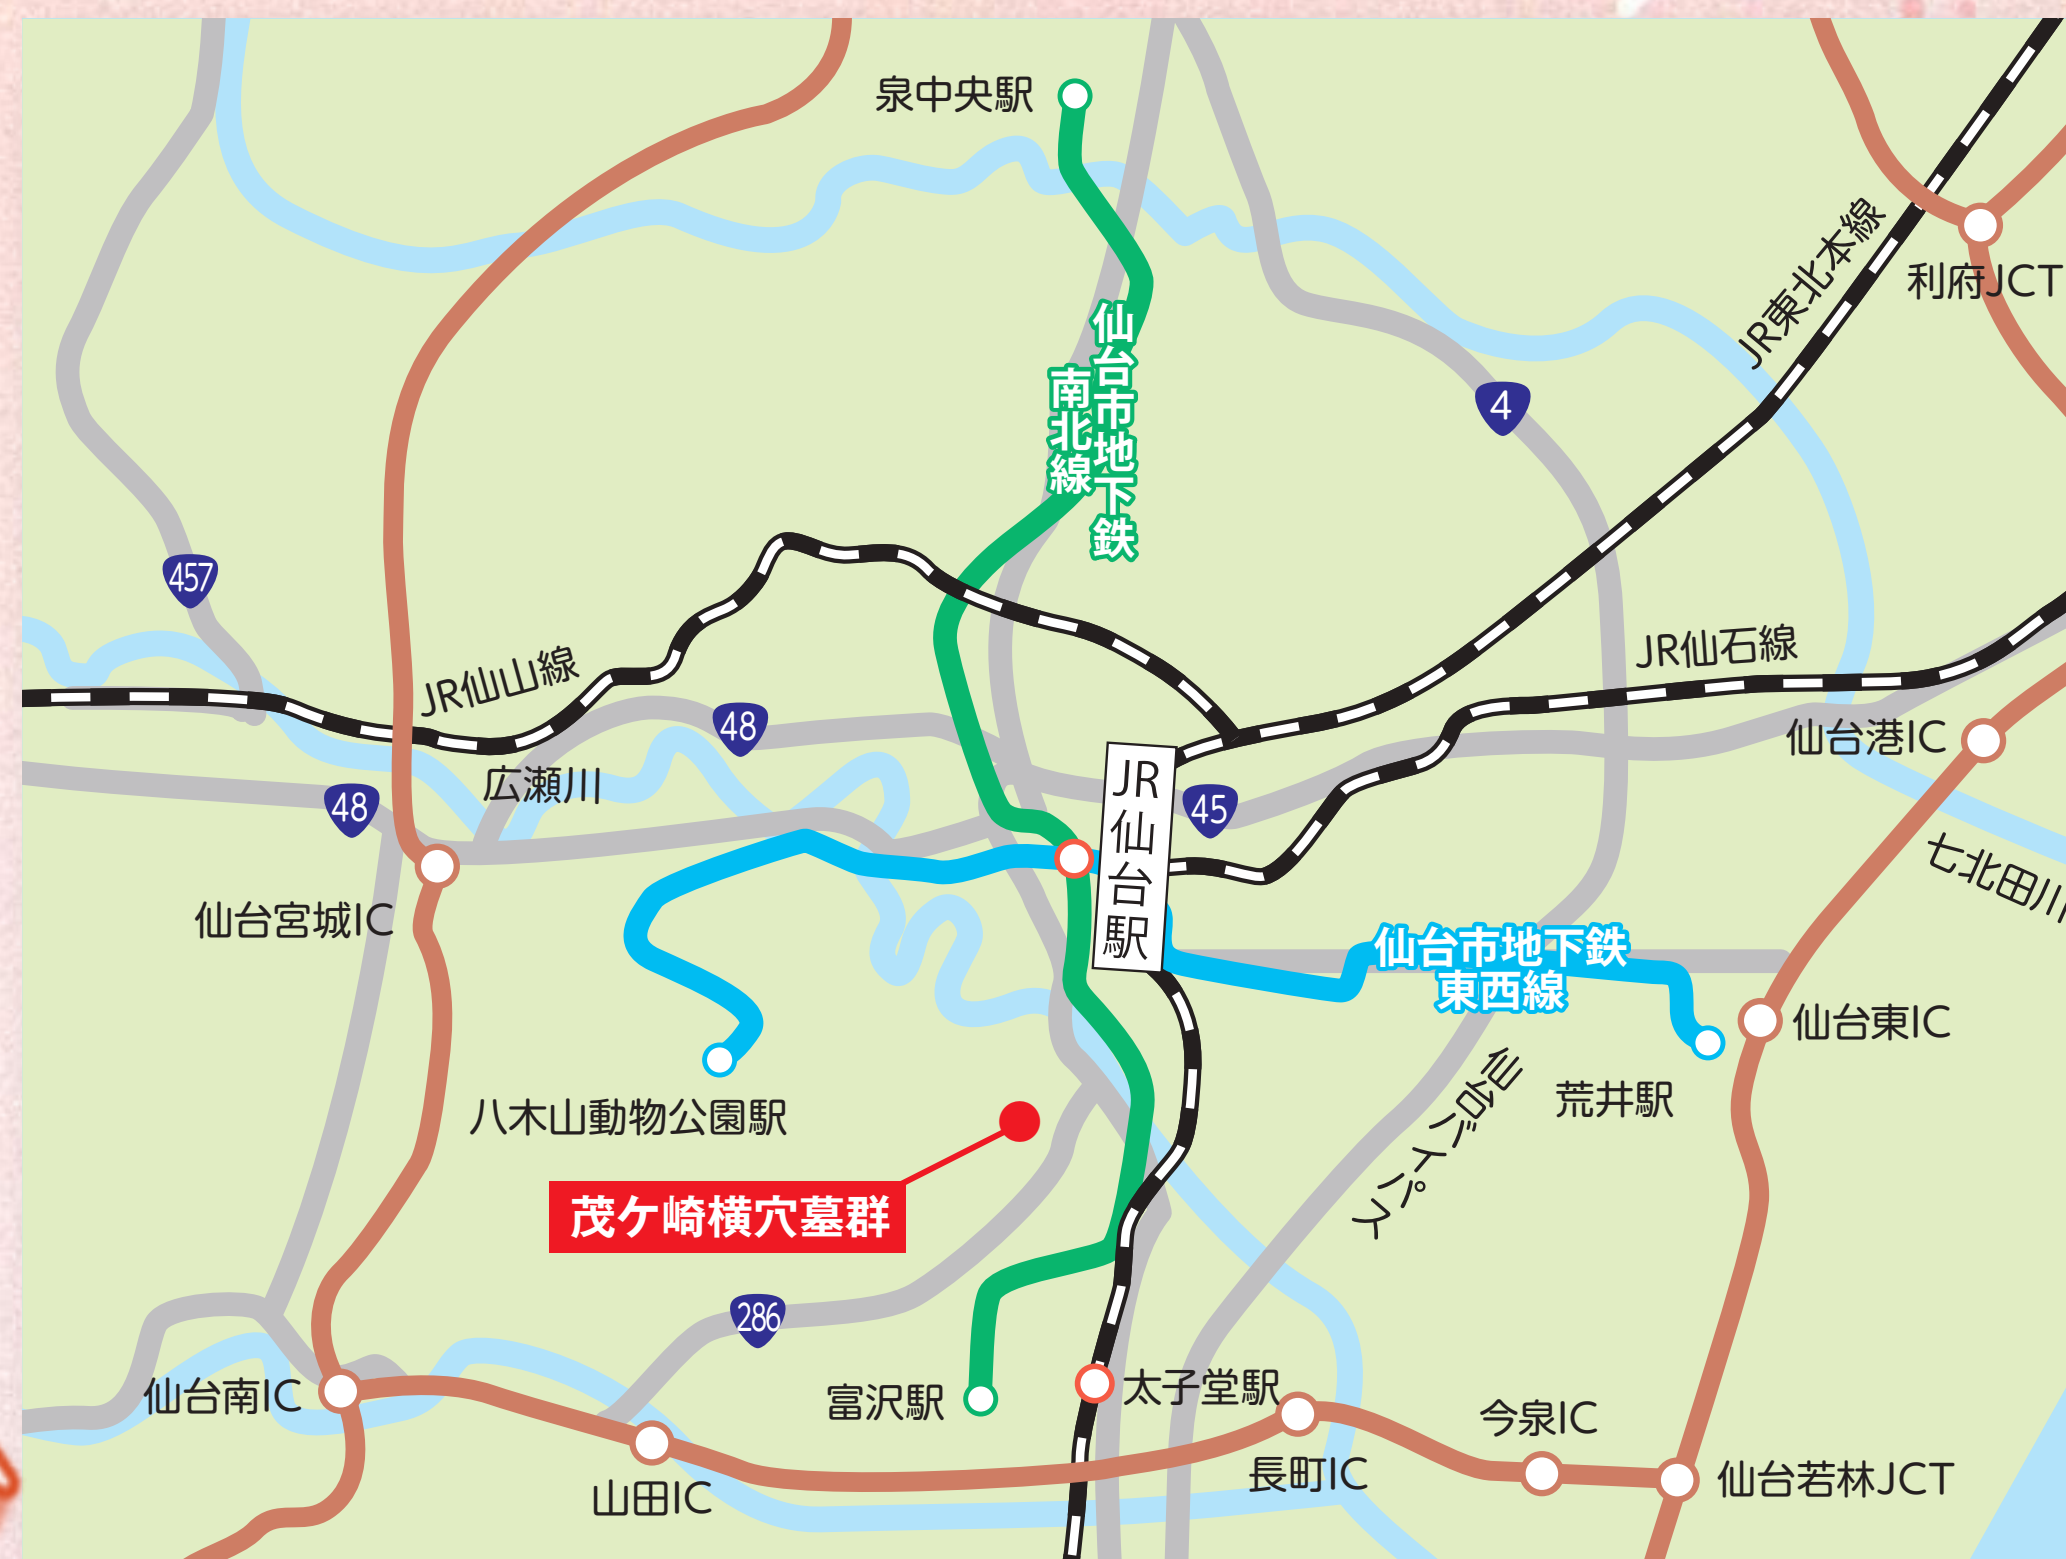 泉中央駅
利府JCT
JR東北本線
仙台市地下鉄
南北線
4
457
JR仙山線
JR仙石線
48
仙台港IC
広瀬川
48
45
JR仙台駅
七北田川
仙台宮城IC
仙台市地下鉄
東西線
仙台東IC
仙台バイパス
荒井駅
八木山動物公園駅
茂ケ崎横穴墓群
286
仙台南IC
富沢駅
太子堂駅
今泉IC
長町IC
仙台若林JCT
山田IC